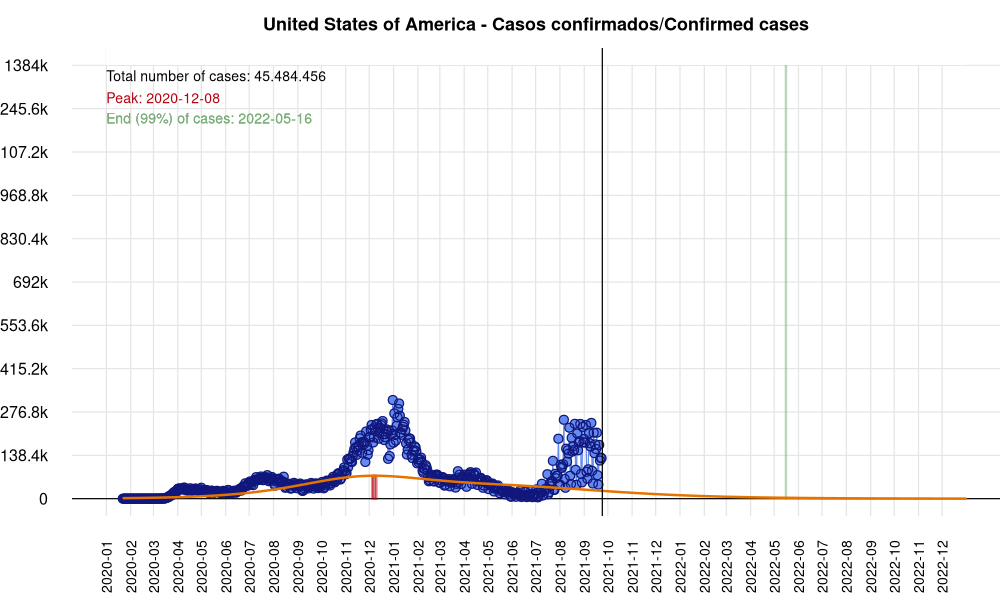 United States of America - Casos confirmados/Confirmed cases
Total number of cases: 45.484.456
Peak: 2020-12-08
End (99%) of cases: 2022-05-16
1384k
245.6k
107.2k
968.8k
830.4k
692k
553.6k
415.2k
276.8k
138.4k
0
2020-01
2020-02
2020-03
2020-04
2020-05
2020-06
2020-07
2020-08
2020-09
2020-10
2020-11
2020-12
2021-01
2021-02
2021-03
2021-04
2021-05
2021-06
2021-07
2021-08
2021-09
2021-10
2021-11
2021-12
2022-01
2022-02
2022-03
2022-04
2022-05
2022-06
2022-07
2022-08
2022-09
2022-10
2022-11
2022-12